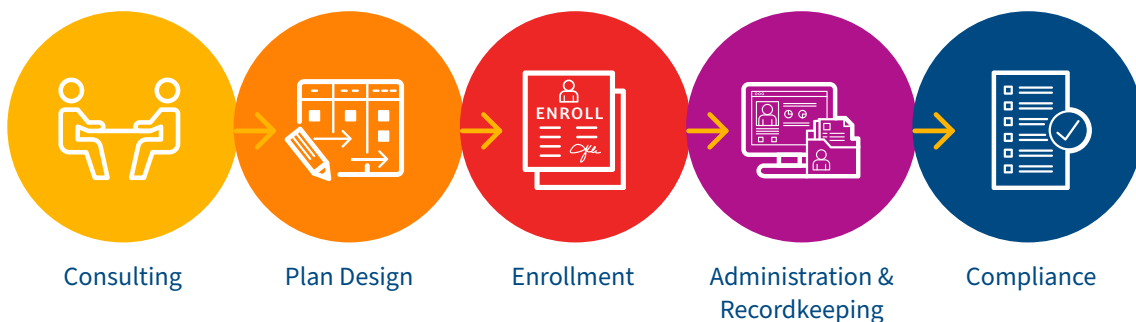 ENROLL
Consulting
Plan Design
Enrollment
Administration &
Recordkeeping
Compliance